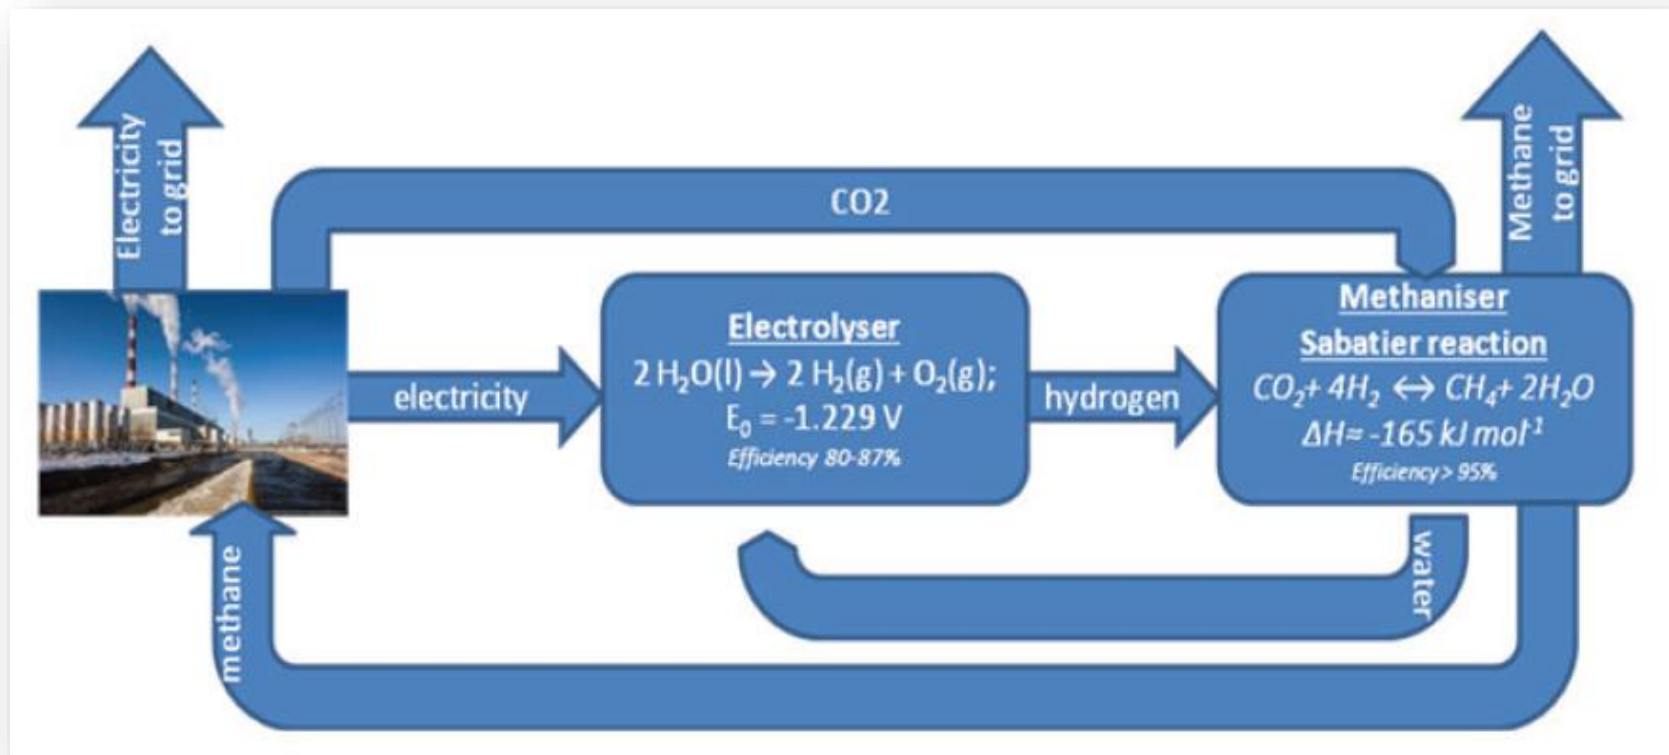 Electricity
to grid
Methane
to grid
CO2
Electrolyser
2 H₂O(l) → 2 H₂(g) + O₂(g);
E₀ = -1.229 V
Efficiency 80-87%
Methaniser
Sabatier reaction
CO₂+ 4H₂ ↔ CH₄+ 2H₂O
ΔH≈ -165 kJ mol⁻¹
Efficiency > 95%
electricity
hydrogen
water
methane